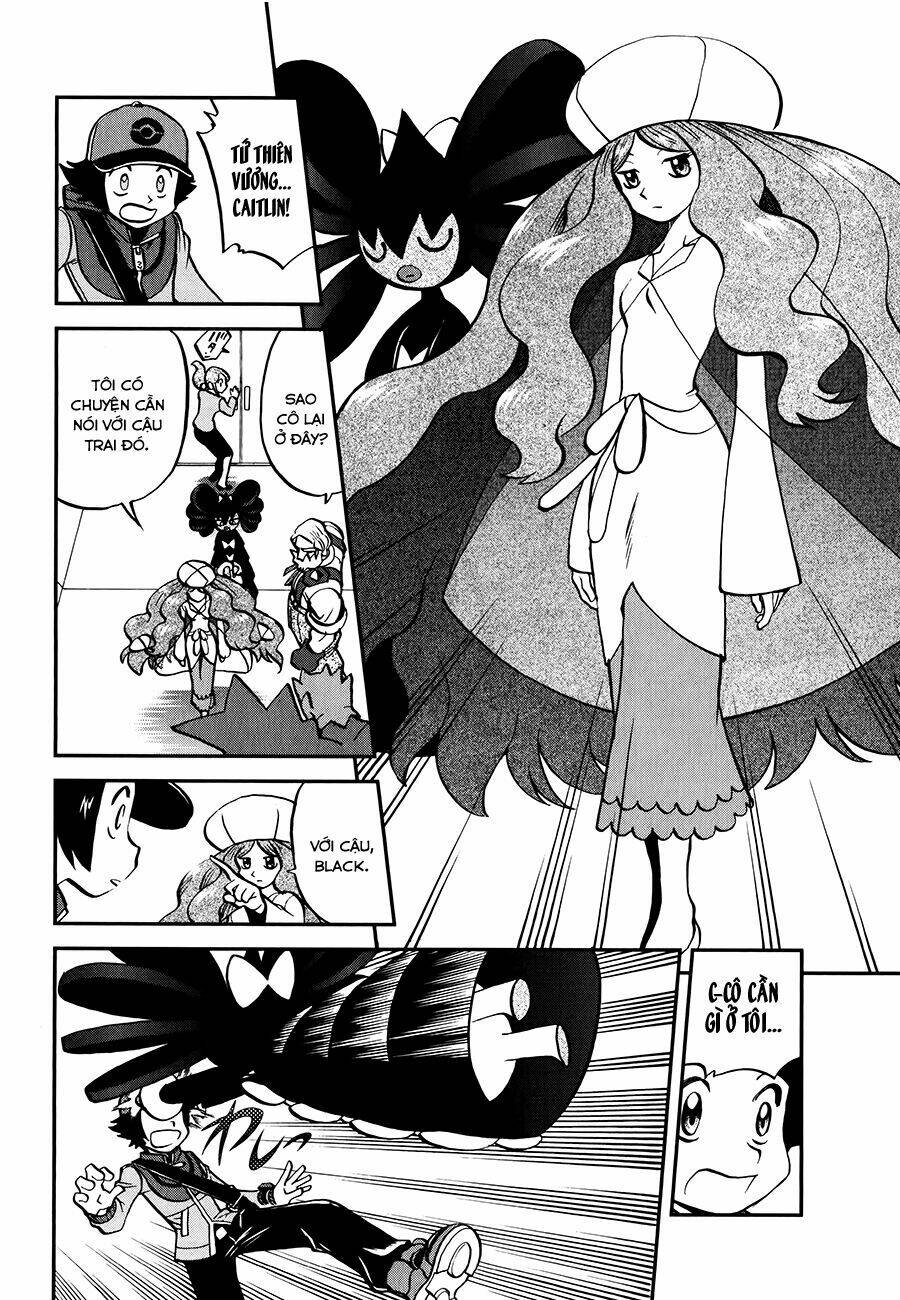 TỨ THIÊN
VƯƠNG...
CAITLIN!
SAO
CÔ LẠI
Ở ĐÂY?
TÔI CÓ
CHUYỆN CẦN
NÓI VỚI CẬU
TRAI ĐÓ.
VỚI CẬU,
BLACK.
C-CÔ CẦN
GÌ Ở TÔI...